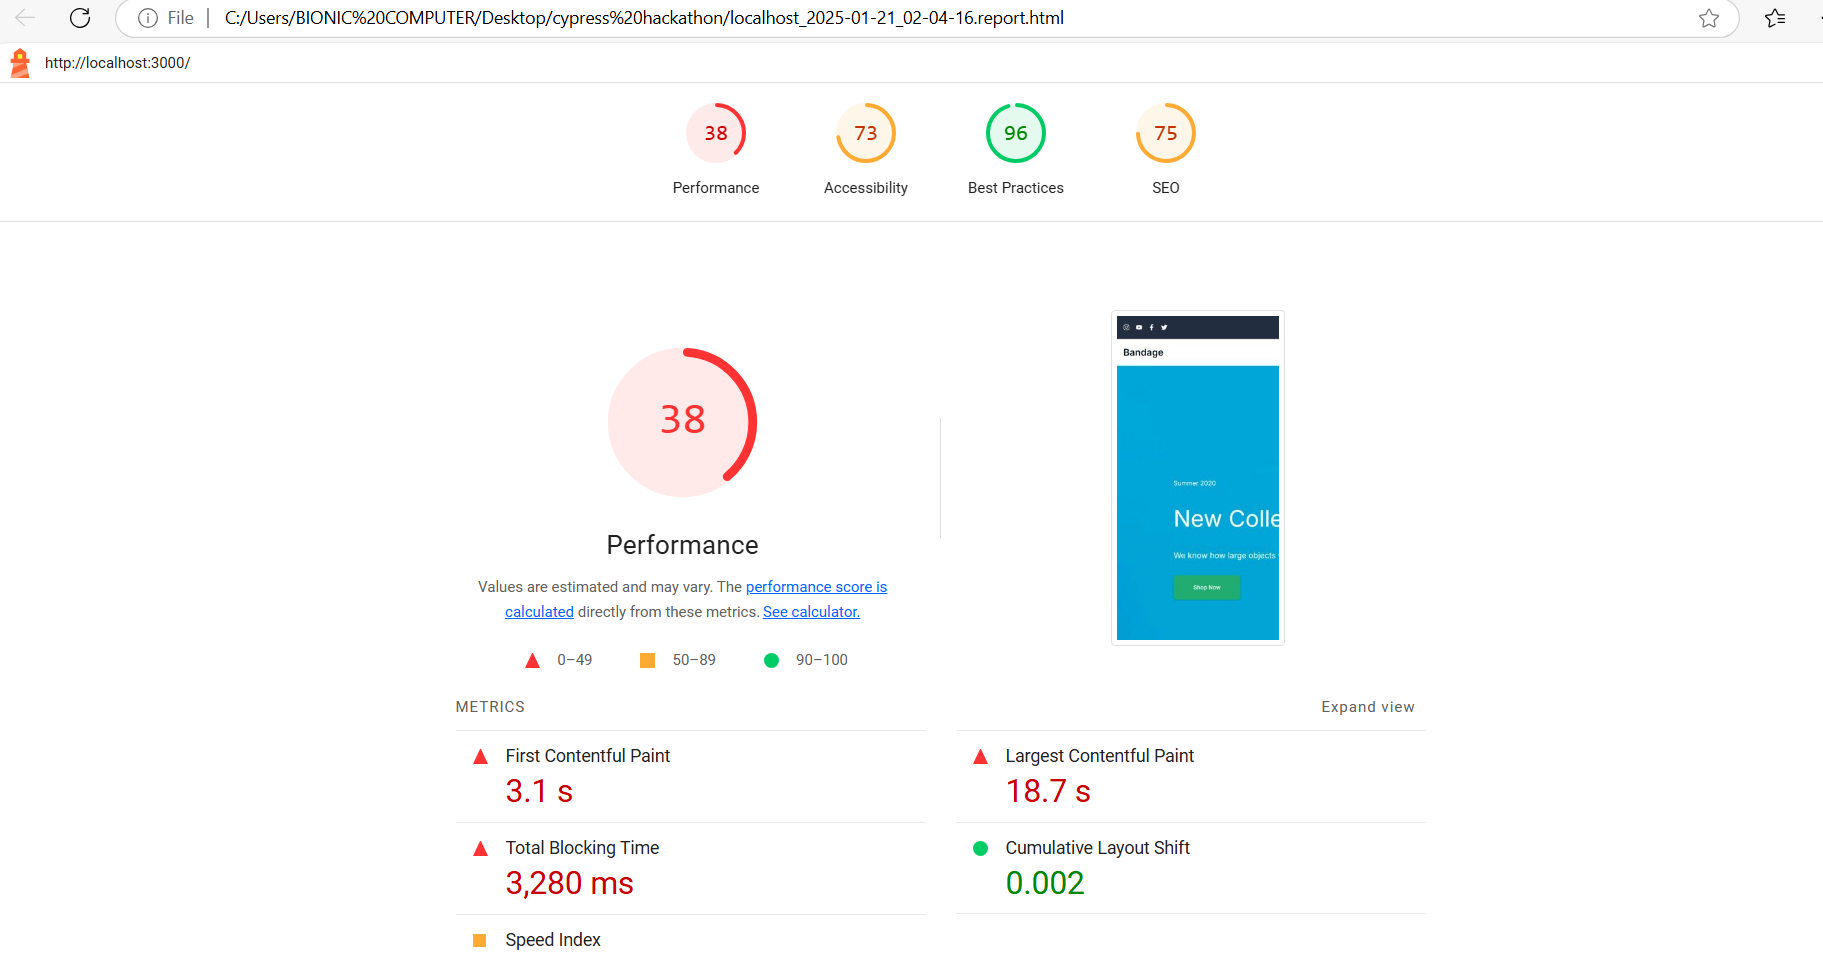 File | C:/Users/BIONIC%20COMPUTER/Desktop/cypress%20hackathon/localhost_2025-01-21_02-04-16.report.html
http://localhost:3000/
38
73
96
75
Performance
Accessibility
Best Practices
SEO
38
Performance
Values are estimated and may vary. The performance score is
calculated directly from these metrics. See calculator.
0–49
50–89
90–100
Bandage
Summer 2020
New Colle
We know how large objects
Shop Now
METRICS
Expand view
First Contentful Paint
3.1 s
Largest Contentful Paint
18.7 s
Total Blocking Time
3,280 ms
Cumulative Layout Shift
0.002
Speed Index